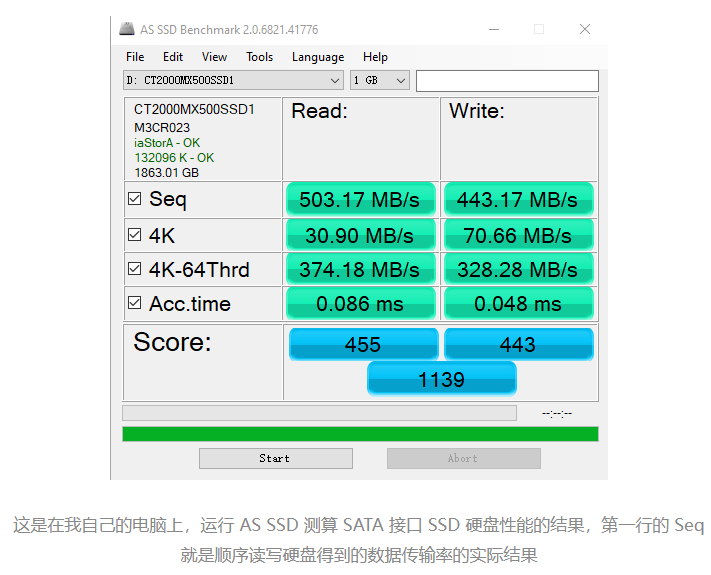 AS SSD Benchmark 2.0.6821.41776
File Edit View Tools Language Help
D: CT2000MX500SSD1 1 GB
CT2000MX500SSD1 Read: Write:
M3CR023
iaStorA - OK
132096 K - OK
1863.01 GB
Seq 503.17 MB/s 443.17 MB/s
4K 30.90 MB/s 70.66 MB/s
4K-64Thrd 374.18 MB/s 328.28 MB/s
Acc.time 0.086 ms 0.048 ms
Score: 455 443
1139
--:--:--
Start Abort
这是在我自己的电脑上，运行 AS SSD 测算 SATA 接口 SSD 硬盘性能的结果，第一行的 Seq
就是顺序读写硬盘得到的数据传输率的实际结果